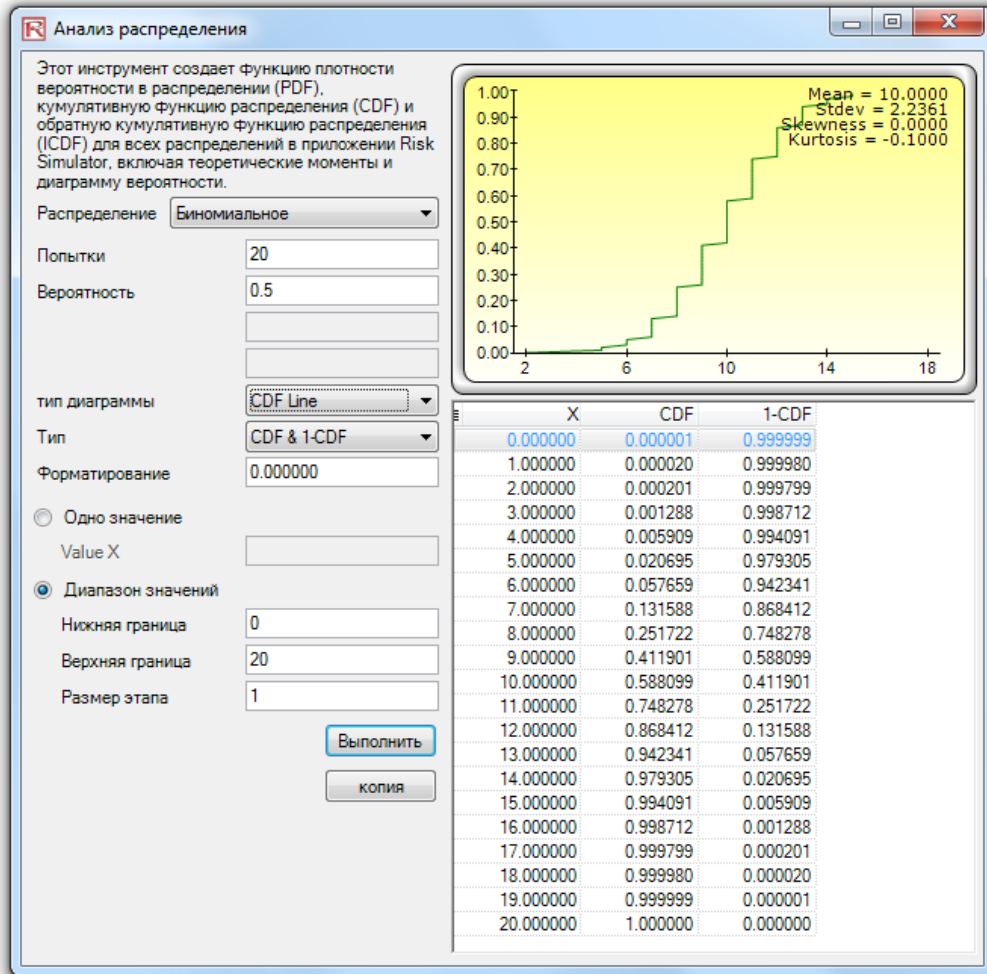 Анализ распределения
Этот инструмент создает функцию плотности
вероятности в распределении (PDF),
кумулятивную функцию распределения (CDF) и
обратную кумулятивную функцию распределения
(ICDF) для всех распределений в приложении Risk
Simulator, включая теоретические моменты и
диаграмму вероятности.
Распределение Биномиальное
Попытки 20
Вероятность 0.5
тип диаграммы CDF Line
Тип CDF & 1-CDF
Форматирование 0.000000
Одно значение
Value X
Диапазон значений
Нижняя граница 0
Верхняя граница 20
Размер этапа 1
Выполнить
копия
Mean = 10.0000
Stdev = 2.2361
Skewness = 0.0000
Kurtosis = -0.1000
1.00
0.90
0.80
0.70
0.60
0.50
0.40
0.30
0.20
0.10
0.00
2 6 10 14 18
X CDF 1-CDF
0.000000 0.000001 0.999999
1.000000 0.000020 0.999980
2.000000 0.000201 0.999799
3.000000 0.001288 0.998712
4.000000 0.005909 0.994091
5.000000 0.020695 0.979305
6.000000 0.057659 0.942341
7.000000 0.131588 0.868412
8.000000 0.251722 0.748278
9.000000 0.411901 0.588099
10.000000 0.588099 0.411901
11.000000 0.748278 0.251722
12.000000 0.868412 0.131588
13.000000 0.942341 0.057659
14.000000 0.979305 0.020695
15.000000 0.994091 0.005909
16.000000 0.998712 0.001288
17.000000 0.999799 0.000201
18.000000 0.999980 0.000020
19.000000 0.999999 0.000001
20.000000 1.000000 0.000000